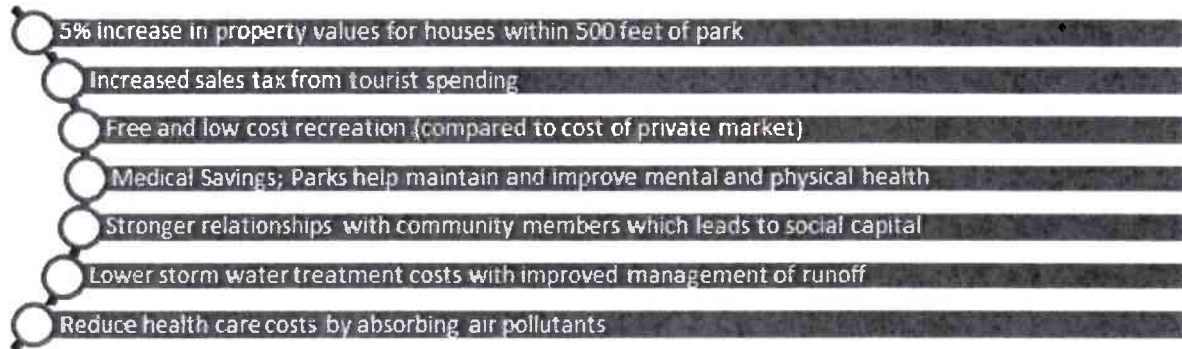 5% increase in property values for houses within 500 feet of park
Increased sales tax from tourist spending
Free and low cost recreation (compared to cost of private market)
Medical Savings; Parks help maintain and improve mental and physical health
Stronger relationships with community members which leads to social capital
Lower storm water treatment costs with improved management of runoff
Reduce health care costs by absorbing air pollutants